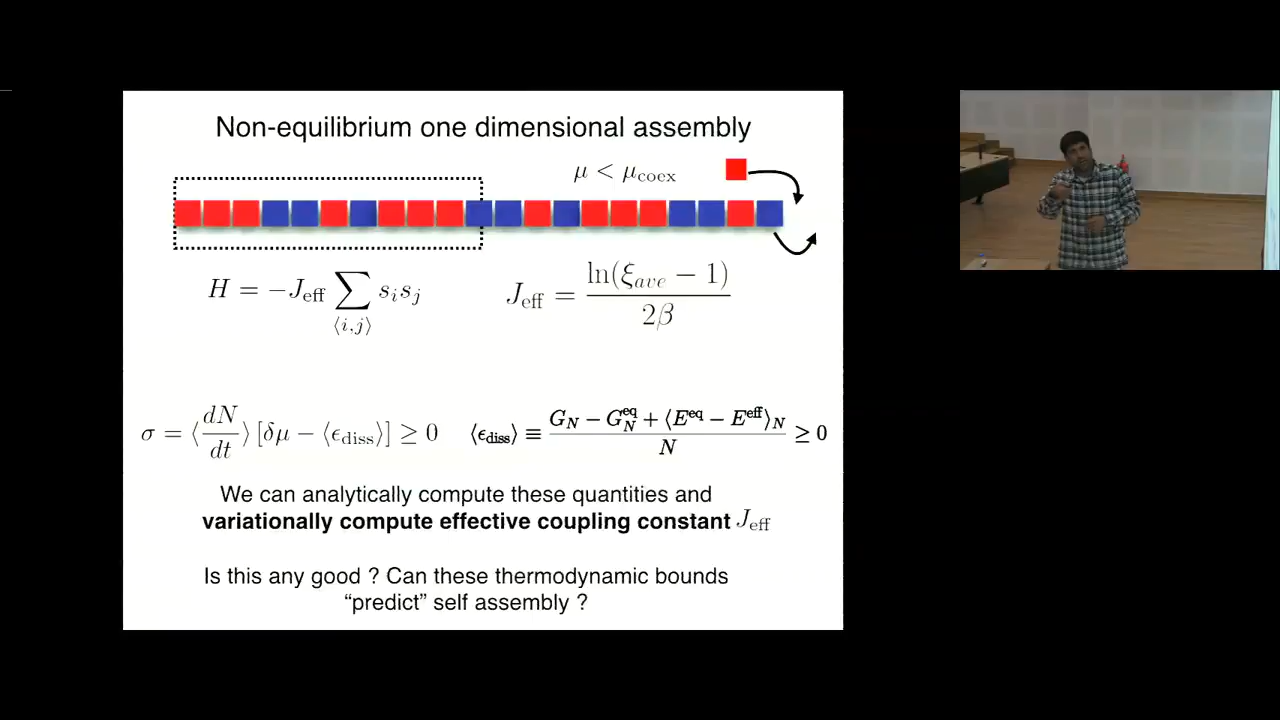 Non-equilibrium one dimensional assembly
μ < μ_coex
H = −J_eff ∑_⟨i,j⟩ s_i s_j
J_eff = ln(ξ_ave − 1) / 2β
σ = ⟨dN/dt⟩ [δμ − ⟨ϵ_diss⟩] ≥ 0
⟨ϵ_diss⟩ ≡ (G_N − G_N^eq + ⟨E^eq − E^eff⟩_N) / N ≥ 0
We can analytically compute these quantities and
variationally compute effective coupling constant J_eff
Is this any good ? Can these thermodynamic bounds
“predict” self assembly ?